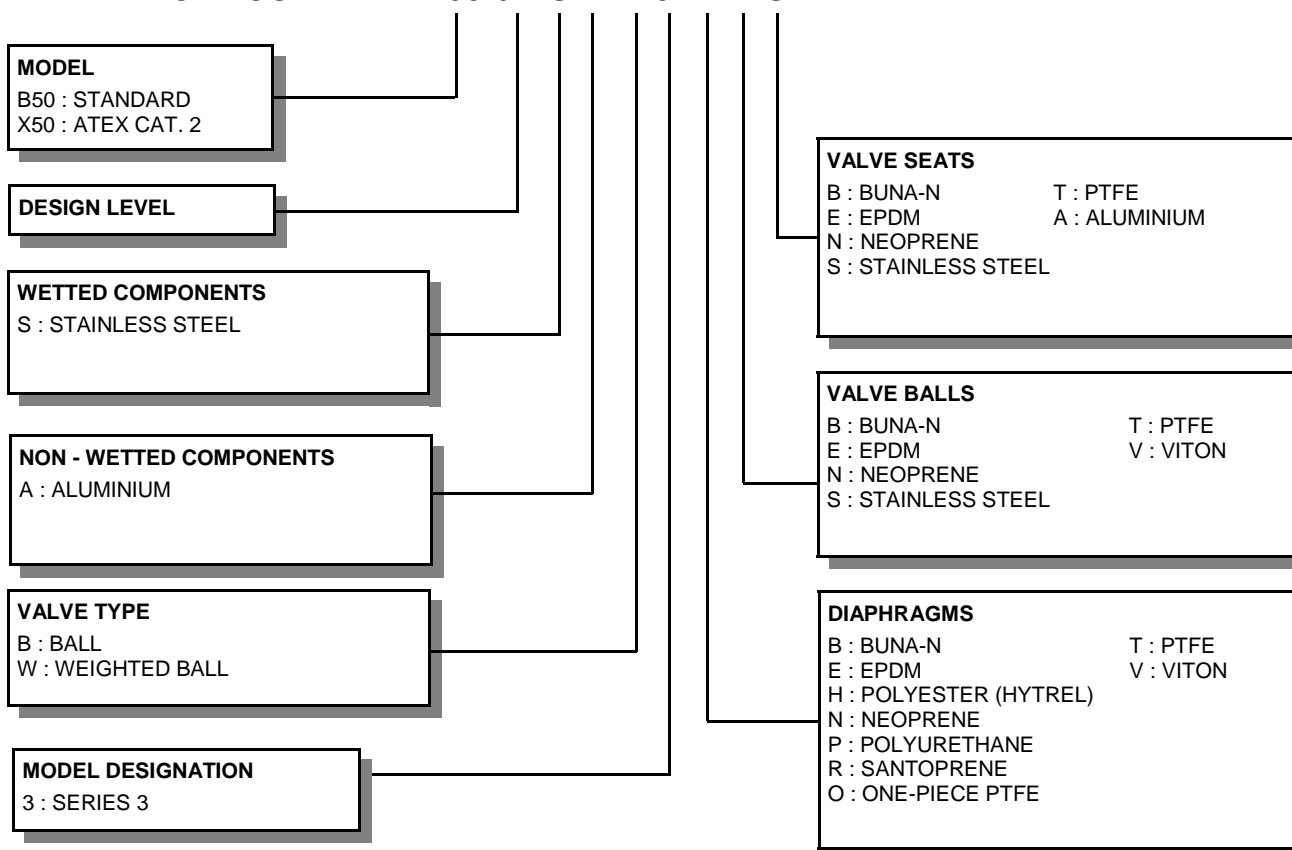 MODEL
B50 : STANDARD
X50 : ATEX CAT. 2
DESIGN LEVEL
WETTED COMPONENTS
S : STAINLESS STEEL
NON - WETTED COMPONENTS
A : ALUMINIUM
VALVE TYPE
B : BALL
W : WEIGHTED BALL
MODEL DESIGNATION
3 : SERIES 3
VALVE SEATS
B : BUNA-N T : PTFE
E : EPDM A : ALUMINIUM
N : NEOPRENE
S : STAINLESS STEEL
VALVE BALLS
B : BUNA-N T : PTFE
E : EPDM V : VITON
N : NEOPRENE
S : STAINLESS STEEL
DIAPHRAGMS
B : BUNA-N T : PTFE
E : EPDM V : VITON
H : POLYESTER (HYTREL)
N : NEOPRENE
P : POLYURETHANE
R : SANTOPRENE
O : ONE-PIECE PTFE